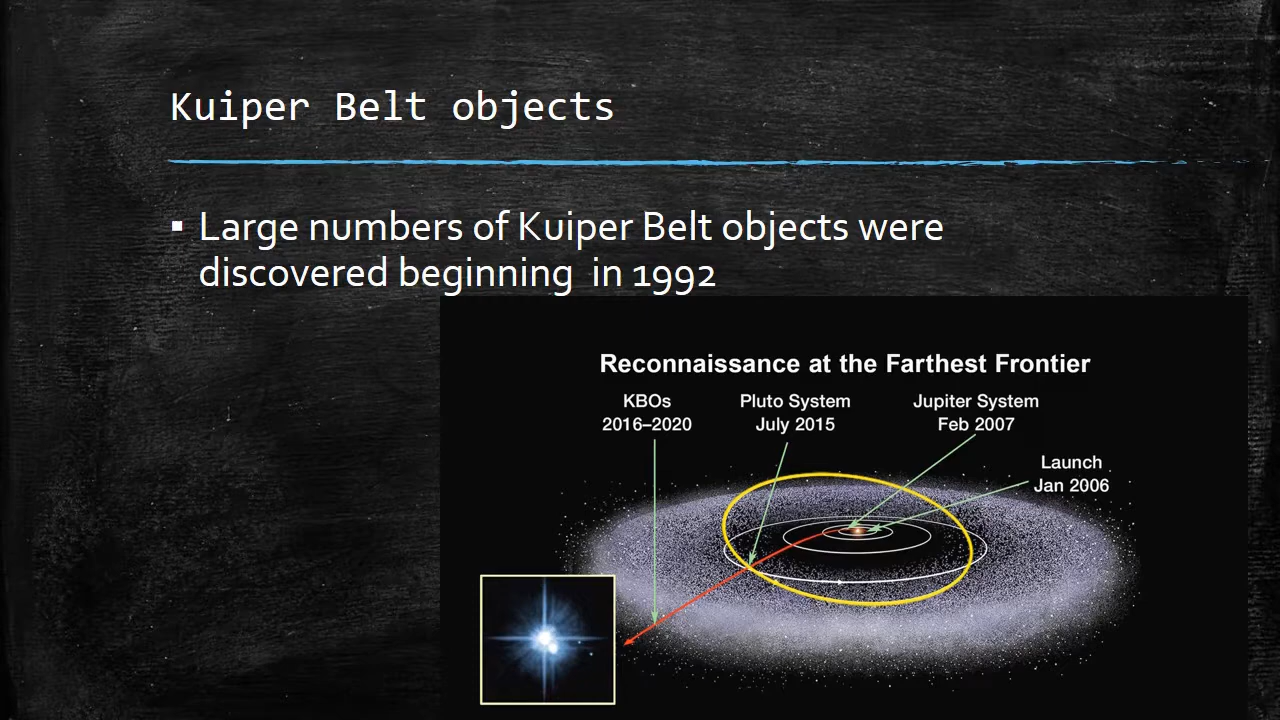 Kuiper Belt objects
▪ Large numbers of Kuiper Belt objects were
discovered beginning  in 1992
Reconnaissance at the Farthest Frontier
KBOs
2016–2020
Pluto System
July 2015
Jupiter System
Feb 2007
Launch
Jan 2006